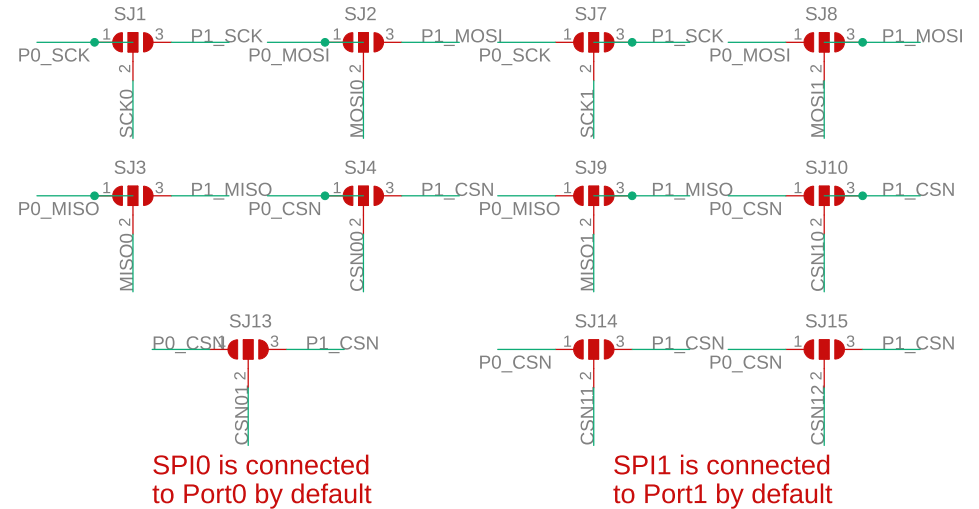 SJ1 SJ2 SJ7 SJ8
1 3 P1_SCK 1 3 P1_MOSI 1 3 P1_SCK 1 3 P1_MOSI
P0_SCK P0_MOSI P0_SCK P0_MOSI
2 2 2 2
SCK0 MOSI0 SCK1 MOSI1
SJ3 SJ4 SJ9 SJ10
1 3 P1_MISO 1 3 P1_CSN 1 3 P1_MISO 1 3 P1_CSN
P0_MISO P0_CSN P0_MISO P0_CSN
2 2 2 2
MISO0 CSN00 MISO1 CSN10
SJ13 SJ14 SJ15
P0_CSN 1 3 P1_CSN 1 3 P1_CSN 1 3 P1_CSN
P0_CSN P0_CSN
2 2 2
CSN01 CSN11 CSN12
SPI0 is connected
to Port0 by default
SPI1 is connected
to Port1 by default